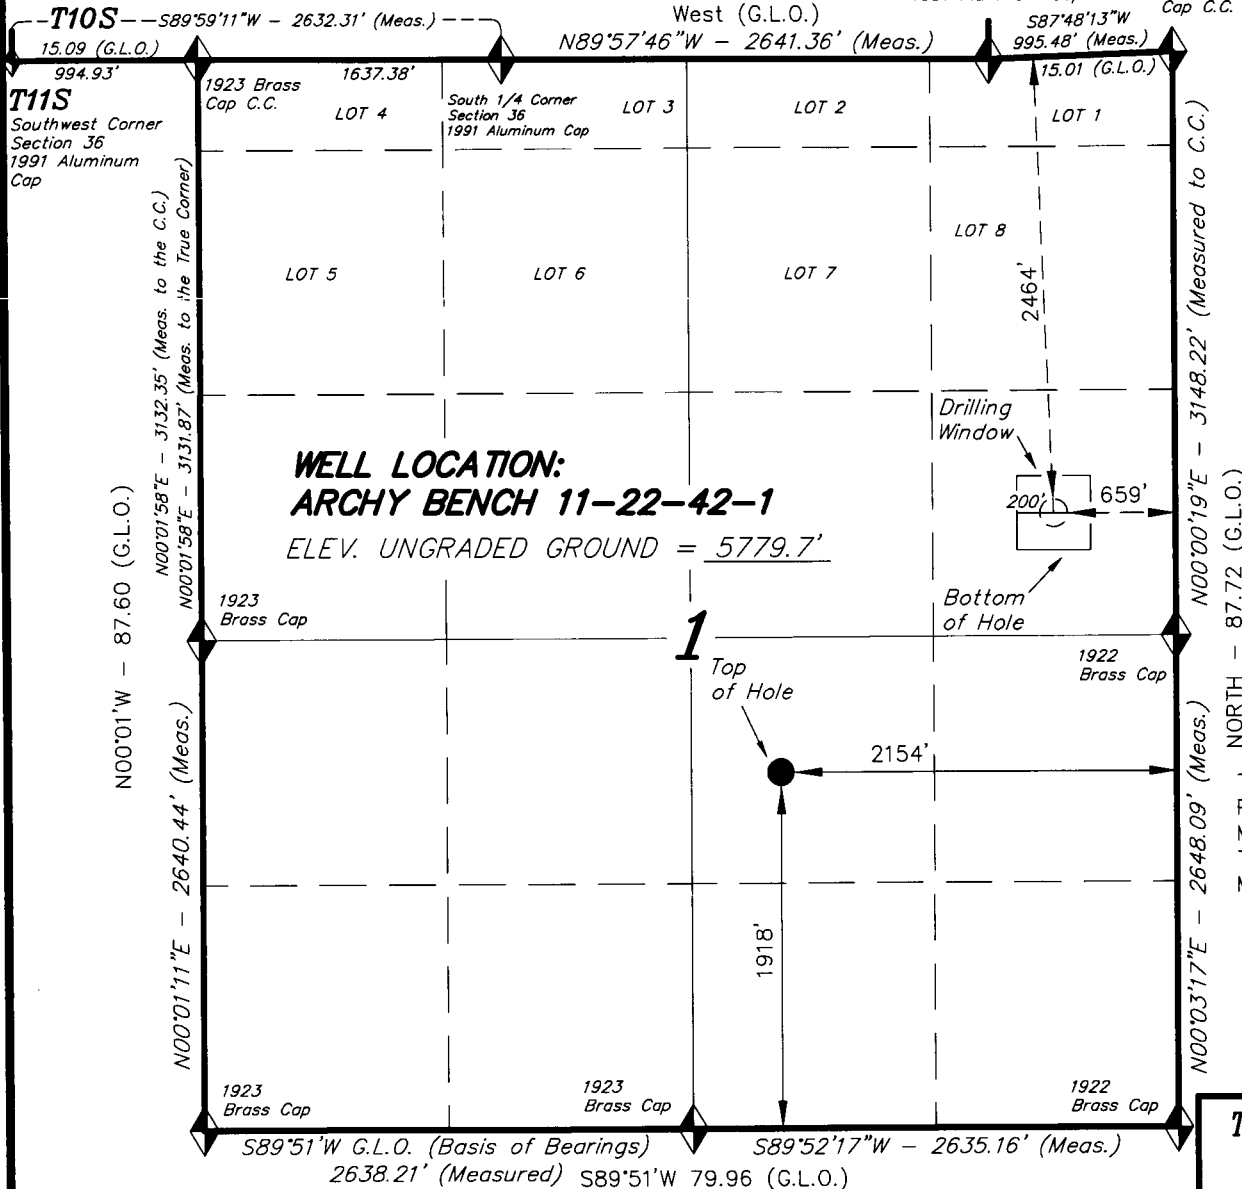 T10S
S89°59'11"W - 2632.31' (Meas.)
West (G.L.O.)
N89°57'46"W - 2641.36' (Meas.)
S87°48'13"W
995.48' (Meas.)
Cap C.C.
15.09 (G.L.O.)
994.93'
1637.38'
15.01 (G.L.O.)
T11S
Southwest Corner
Section 36
1991 Aluminum
Cap
1923 Brass
Cap C.C.
LOT 4
South 1/4 Corner
Section 36
1991 Aluminum Cap
LOT 3
LOT 2
LOT 1
LOT 5
LOT 6
LOT 7
LOT 8
2464'
N00°01'58"E - 3132.35' (Meas. to the C.C.)
N00°01'58"E - 3131.87' (Meas. to the True Corner)
N00°01'W - 87.60 (G.L.O.)
N00°00'19"E - 3148.22' (Measured to C.C.)
NORTH - 87.72 (G.L.O.)
Drilling
Window
200'
659'
Bottom
of Hole
WELL LOCATION:
ARCHY BENCH 11-22-42-1
ELEV. UNGRADED GROUND = 5779.7'
1923
Brass Cap
1
Top
of Hole
1922
Brass Cap
2154'
1918'
N00°01'11"E - 2640.44' (Meas.)
N00°03'17"E - 2648.09' (Meas.)
1923
Brass Cap
1923
Brass Cap
1922
Brass Cap
S89°51'W G.L.O. (Basis of Bearings)
2638.21' (Measured)
S89°52'17"W - 2635.16' (Meas.)
S89°51'W 79.96 (G.L.O.)
T